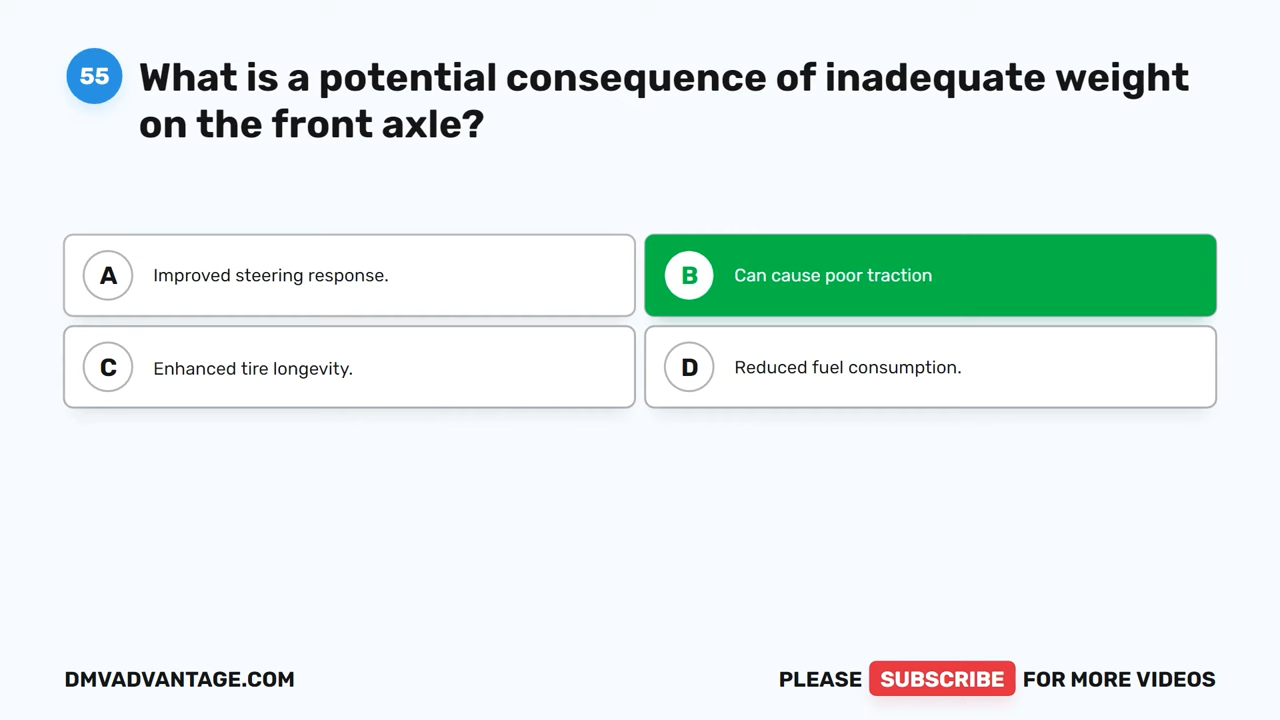 55
What is a potential consequence of inadequate weight
on the front axle?
A Improved steering response.
B Can cause poor traction
C Enhanced tire longevity.
D Reduced fuel consumption.
DMVADVANTAGE.COM
PLEASE SUBSCRIBE FOR MORE VIDEOS